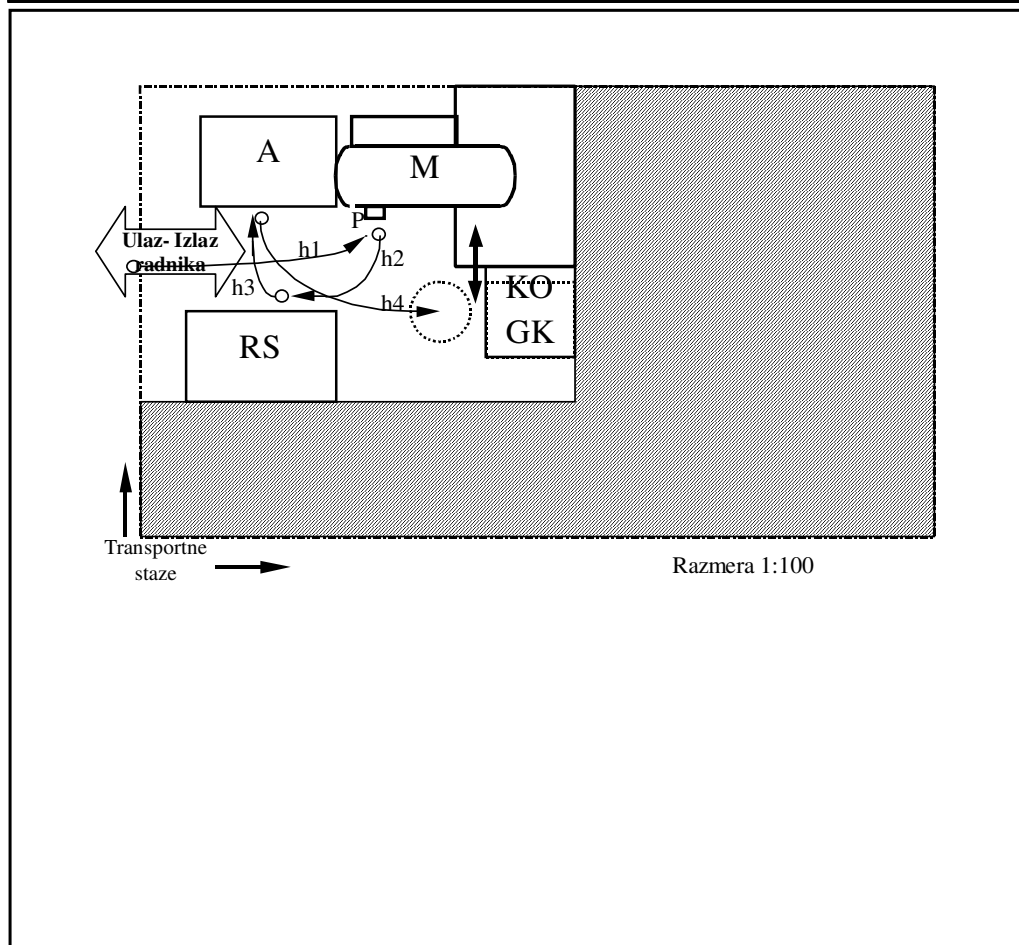 A
M
P
Ulaz- Izlaz
radnika
h1
h2
h3
h4
KO
GK
RS
Transportne
staze
Razmera 1:100